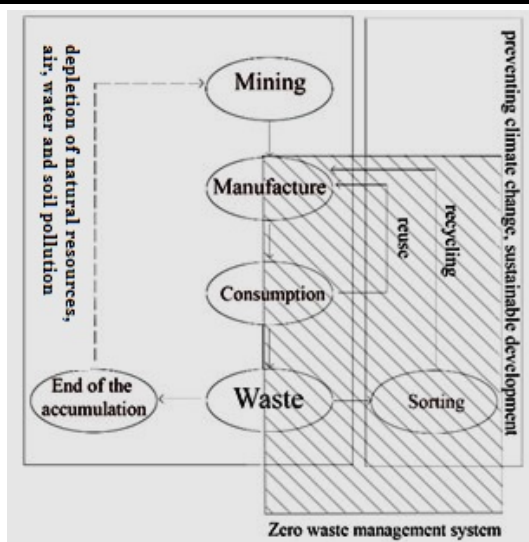 depletion of natural resources,
air, water and soil pollution
Mining
Manufacture
Consumption
Waste
End of the
accumulation
Sorting
reuse
recycling
preventing climate change, sustainable development
Zero waste management system